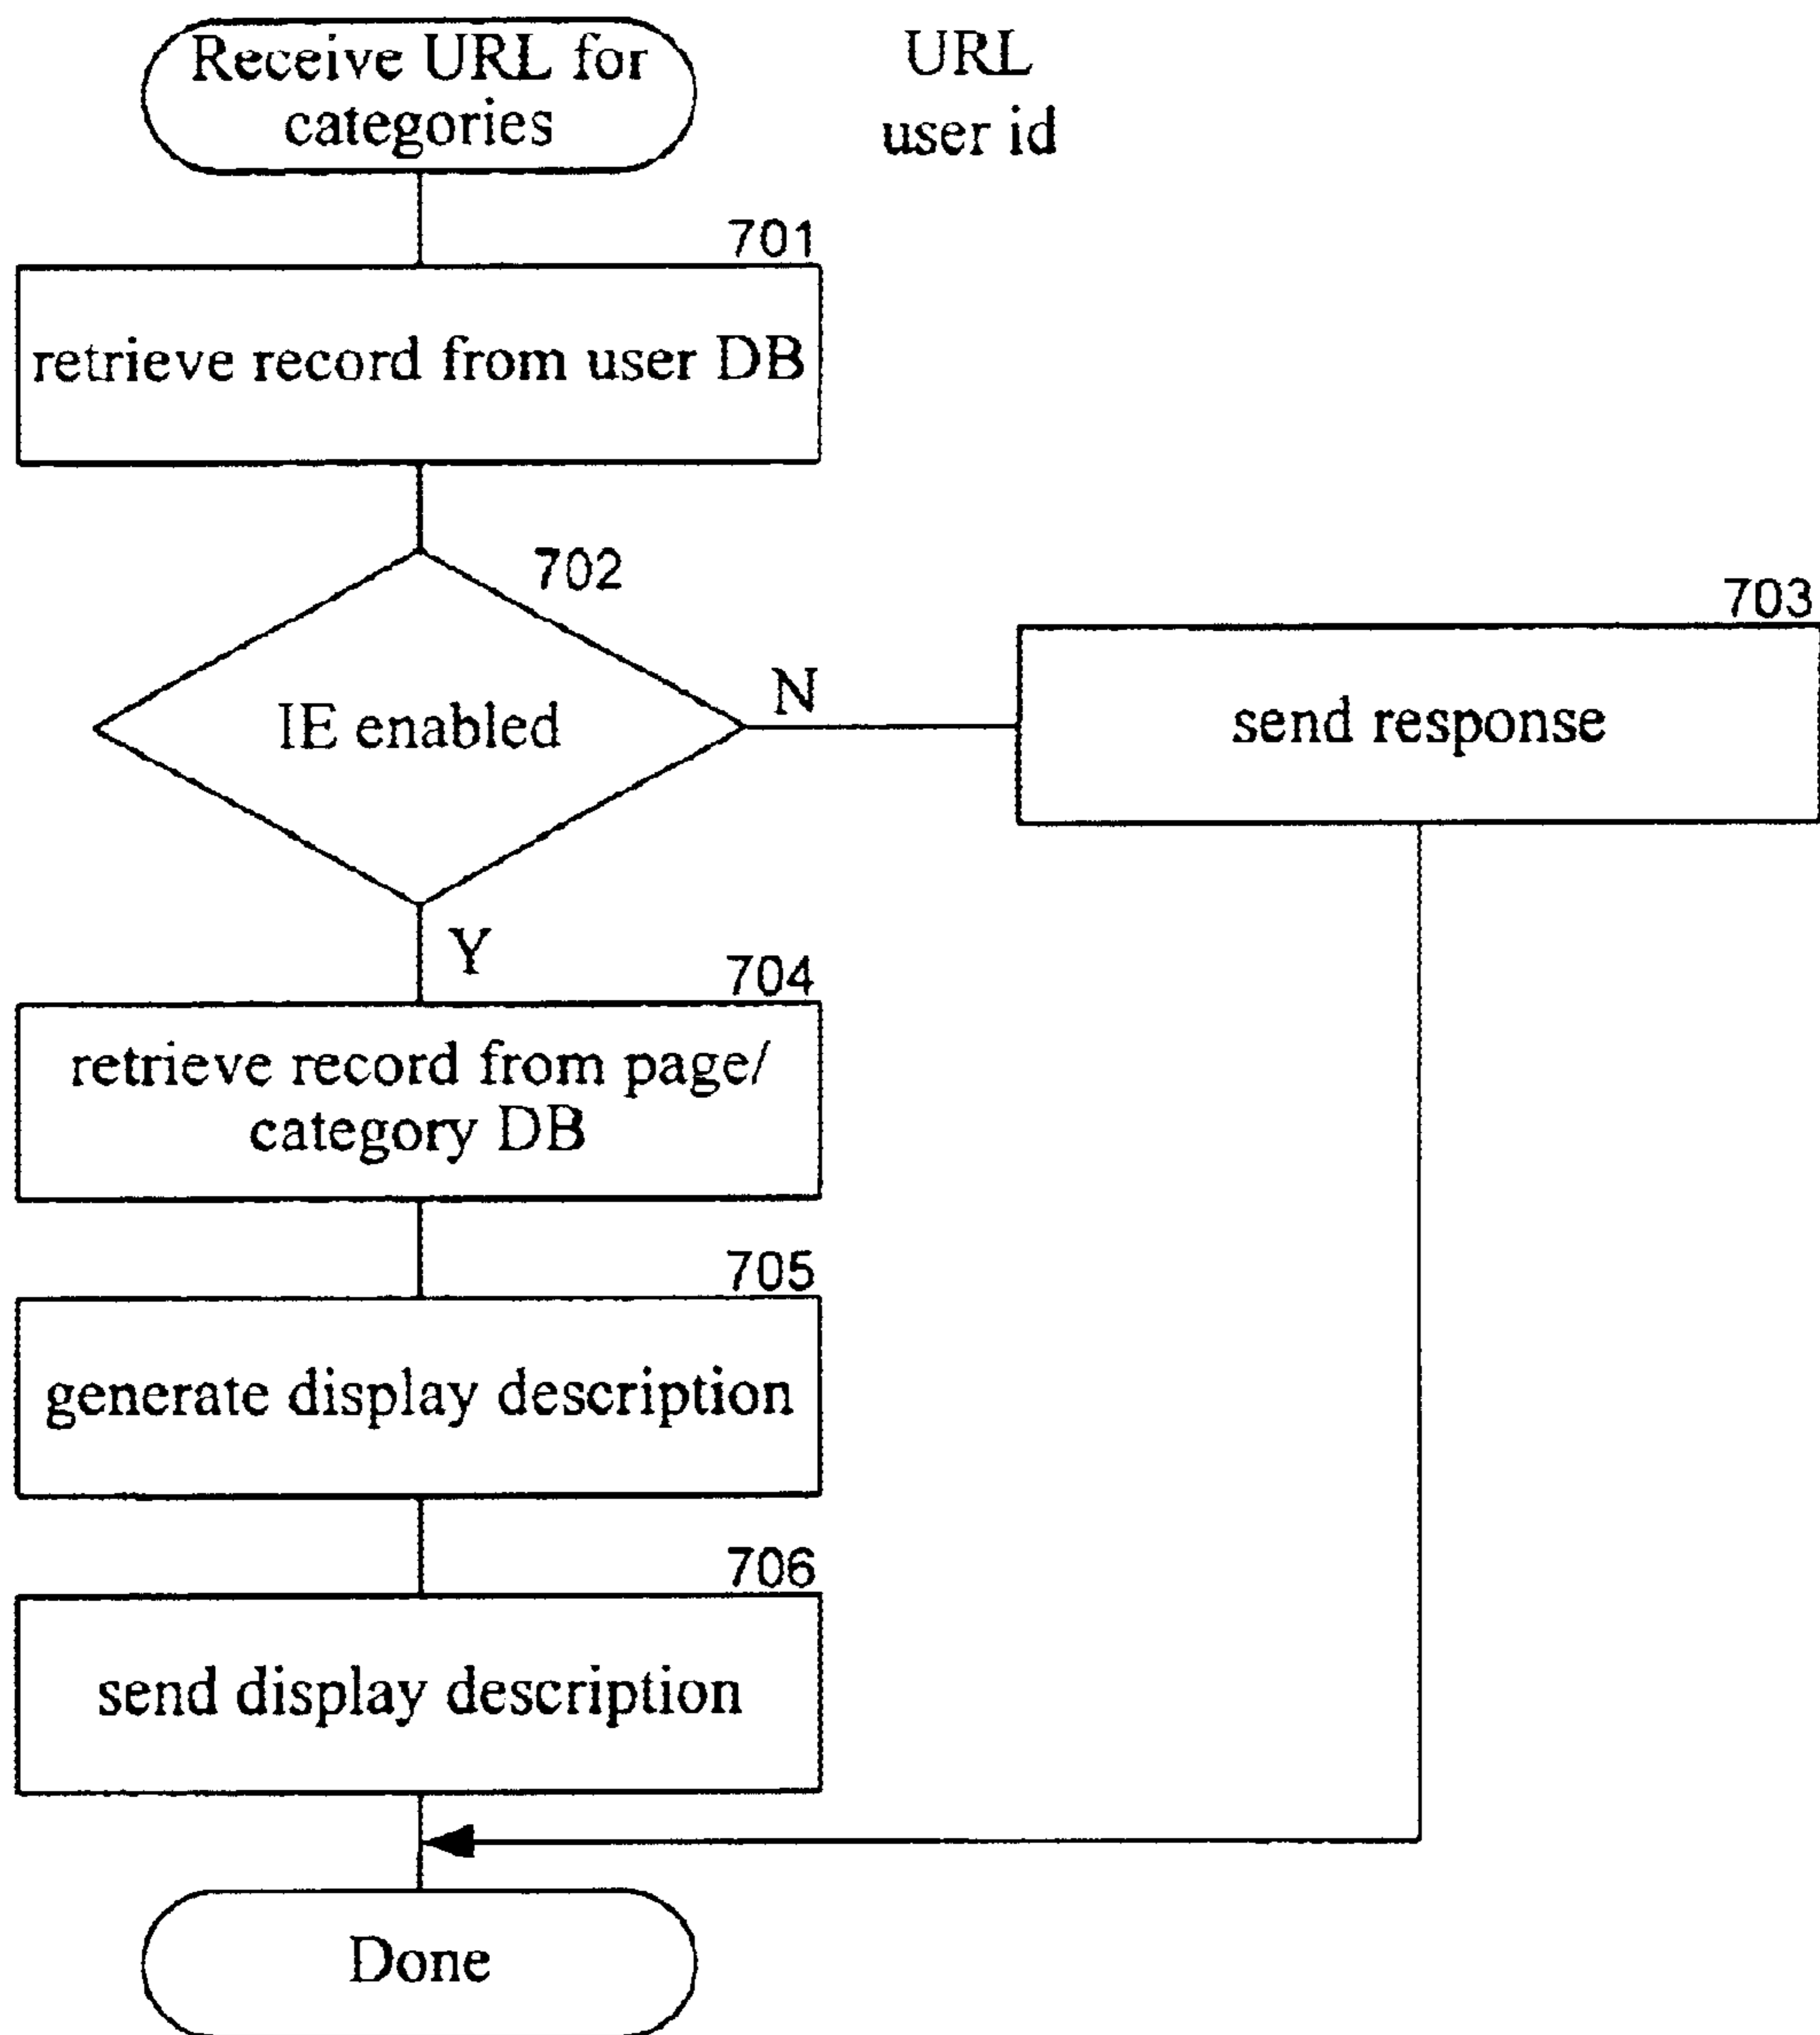 Receive URL for
categories
URL
user id
701
retrieve record from user DB
702
IE enabled
N
703
send response
Y
704
retrieve record from page/
category DB
705
generate display description
706
send display description
Done